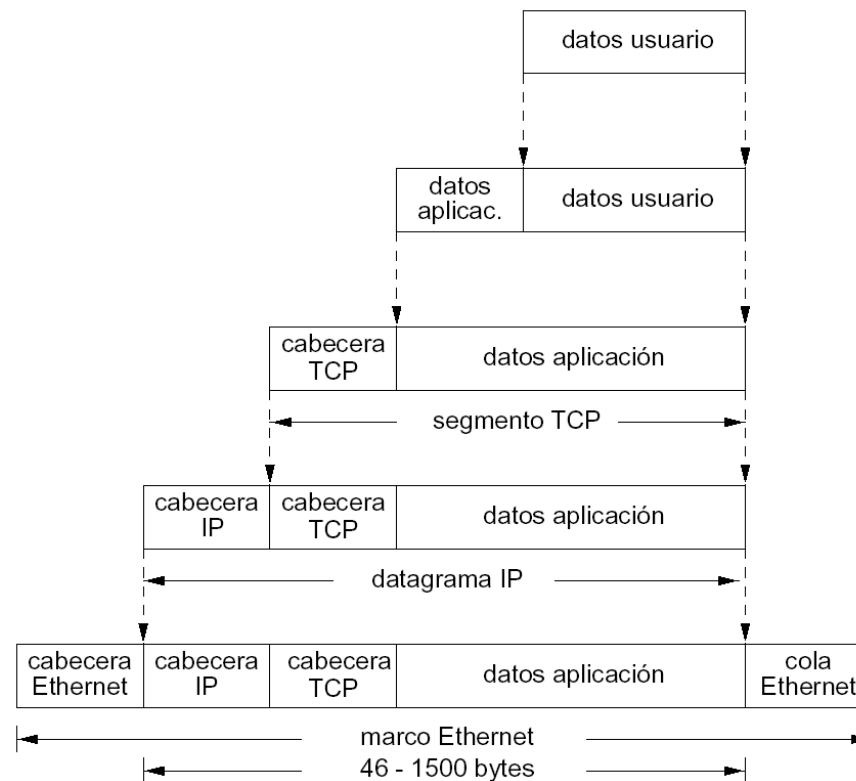 datos usuario
datos
aplicac.
datos usuario
cabecera
TCP
datos aplicación
segmento TCP
cabecera
IP
cabecera
TCP
datos aplicación
datagrama IP
cabecera
Ethernet
cabecera
IP
cabecera
TCP
datos aplicación
cola
Ethernet
marco Ethernet
46 - 1500 bytes